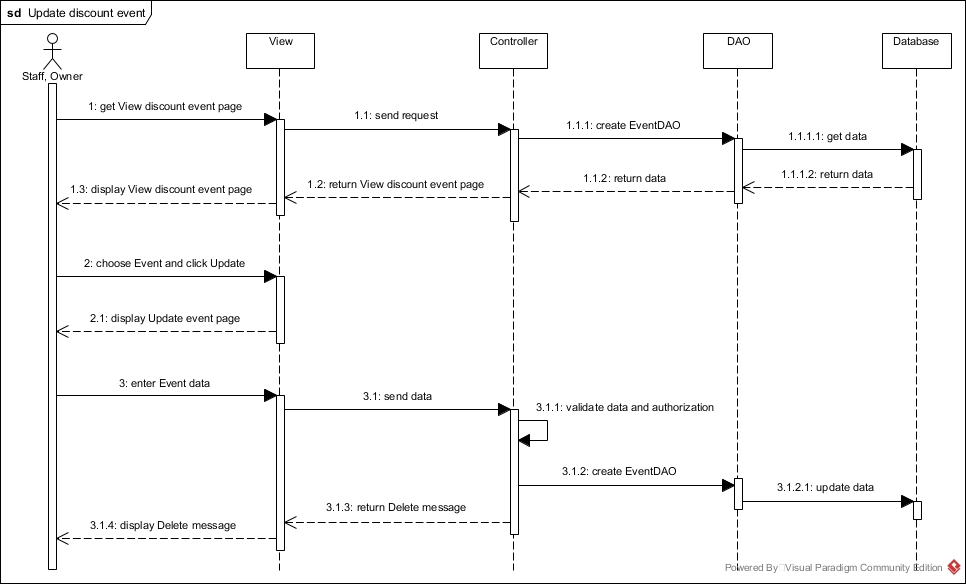 sd Update discount event
View
Controller
DAO
Database
Staff, Owner
1: get View discount event page
1.1: send request
1.1.1: create EventDAO
1.1.1.1: get data
1.3: display View discount event page
1.2: return View discount event page
1.1.2: return data
1.1.1.2: return data
2: choose Event and click Update
2.1: display Update event page
3: enter Event data
3.1: send data
3.1.1: validate data and authorization
3.1.2: create EventDAO
3.1.2.1: update data
3.1.3: return Delete message
3.1.4: display Delete message
Powered By Visual Paradigm Community Edition